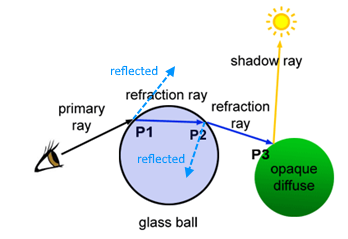 reflected
shadow ray
refraction ray
primary
ray
refraction
ray
P1
P2
reflected
P3
opaque
diffuse
glass ball